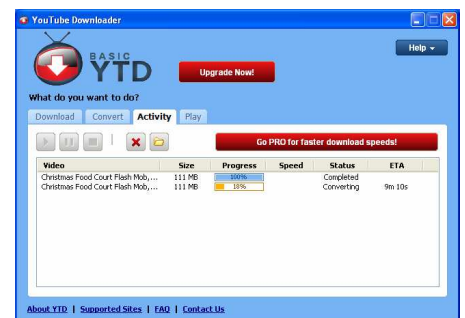 YouTube Downloader
BASIC
YTD
Upgrade Now!
Help
What do you want to do?
Download Convert Activity Play
Go PRO for faster download speeds!
Video Size Progress Speed Status ETA
Christmas Food Court Flash Mob,... 111 MB 100% Completed
Christmas Food Court Flash Mob,... 111 MB 18% Converting 9m 10s
About YTD | Supported Sites | FAQ | Contact Us